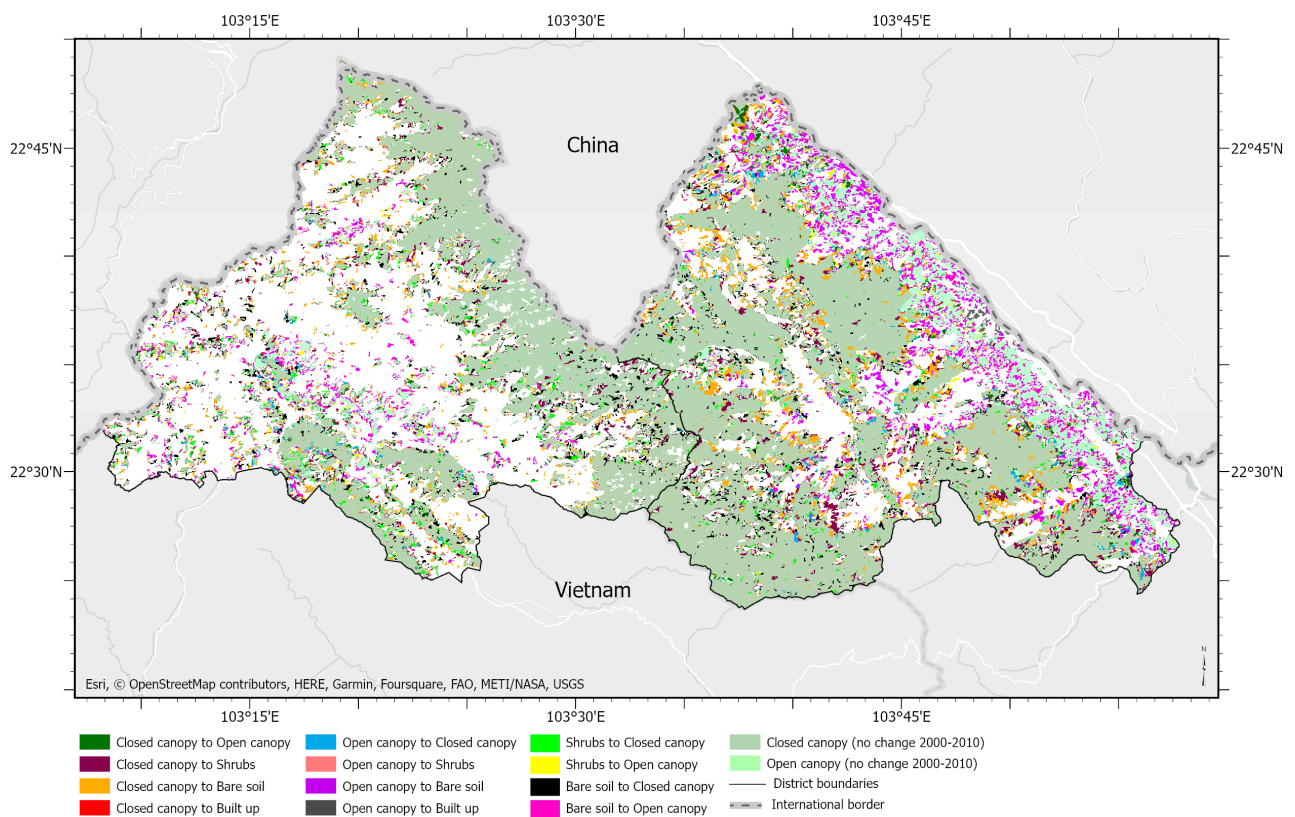 103°15'E 103°30'E 103°45'E
China
22°45'N 22°45'N
22°30'N 22°30'N
Vietnam
N
Esri, © OpenStreetMap contributors, HERE, Garmin, Foursquare, FAO, METI/NASA, USGS
103°15'E 103°30'E 103°45'E
Closed canopy to Open canopy
Closed canopy to Shrubs
Closed canopy to Bare soil
Closed canopy to Built up
Open canopy to Closed canopy
Open canopy to Shrubs
Open canopy to Bare soil
Open canopy to Built up
Shrubs to Closed canopy
Shrubs to Open canopy
Bare soil to Closed canopy
Bare soil to Open canopy
Closed canopy (no change 2000-2010)
Open canopy (no change 2000-2010)
District boundaries
International border